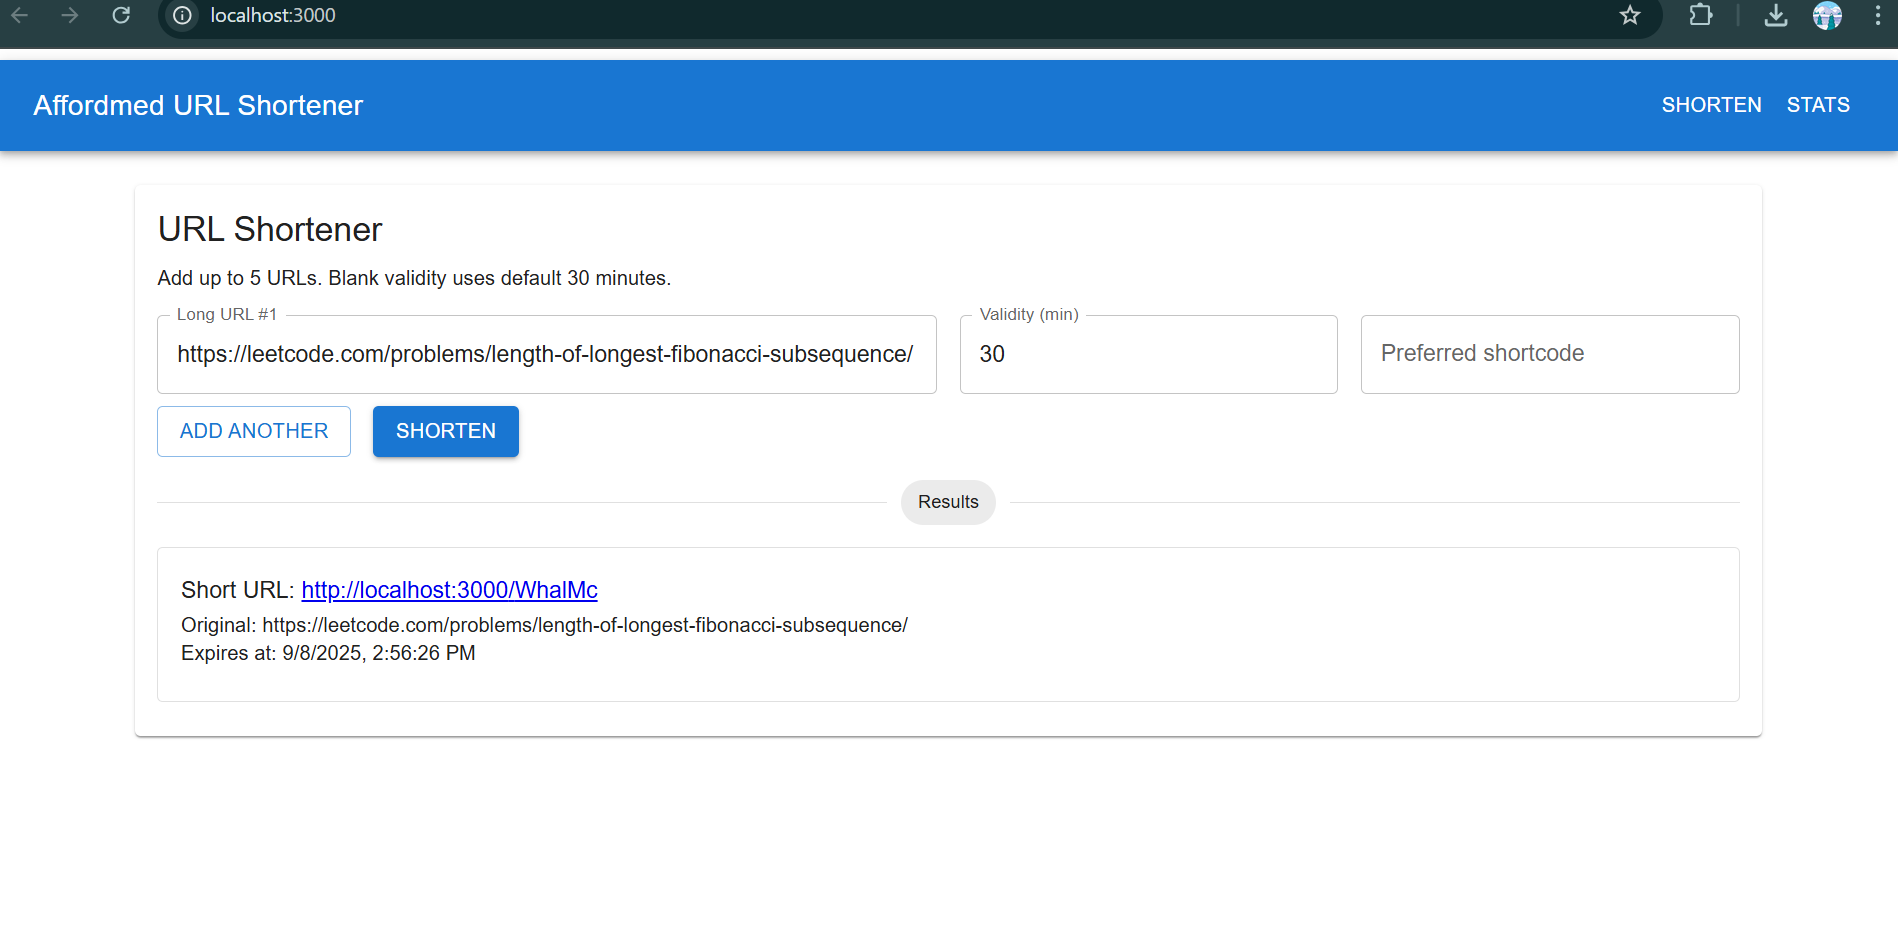 localhost:3000
Affordmed URL Shortener
SHORTEN STATS
URL Shortener
Add up to 5 URLs. Blank validity uses default 30 minutes.
Long URL #1 Validity (min)
https://leetcode.com/problems/length-of-longest-fibonacci-subsequence/ 30 Preferred shortcode
ADD ANOTHER SHORTEN
Results
Short URL: http://localhost:3000/WhalMc
Original: https://leetcode.com/problems/length-of-longest-fibonacci-subsequence/
Expires at: 9/8/2025, 2:56:26 PM